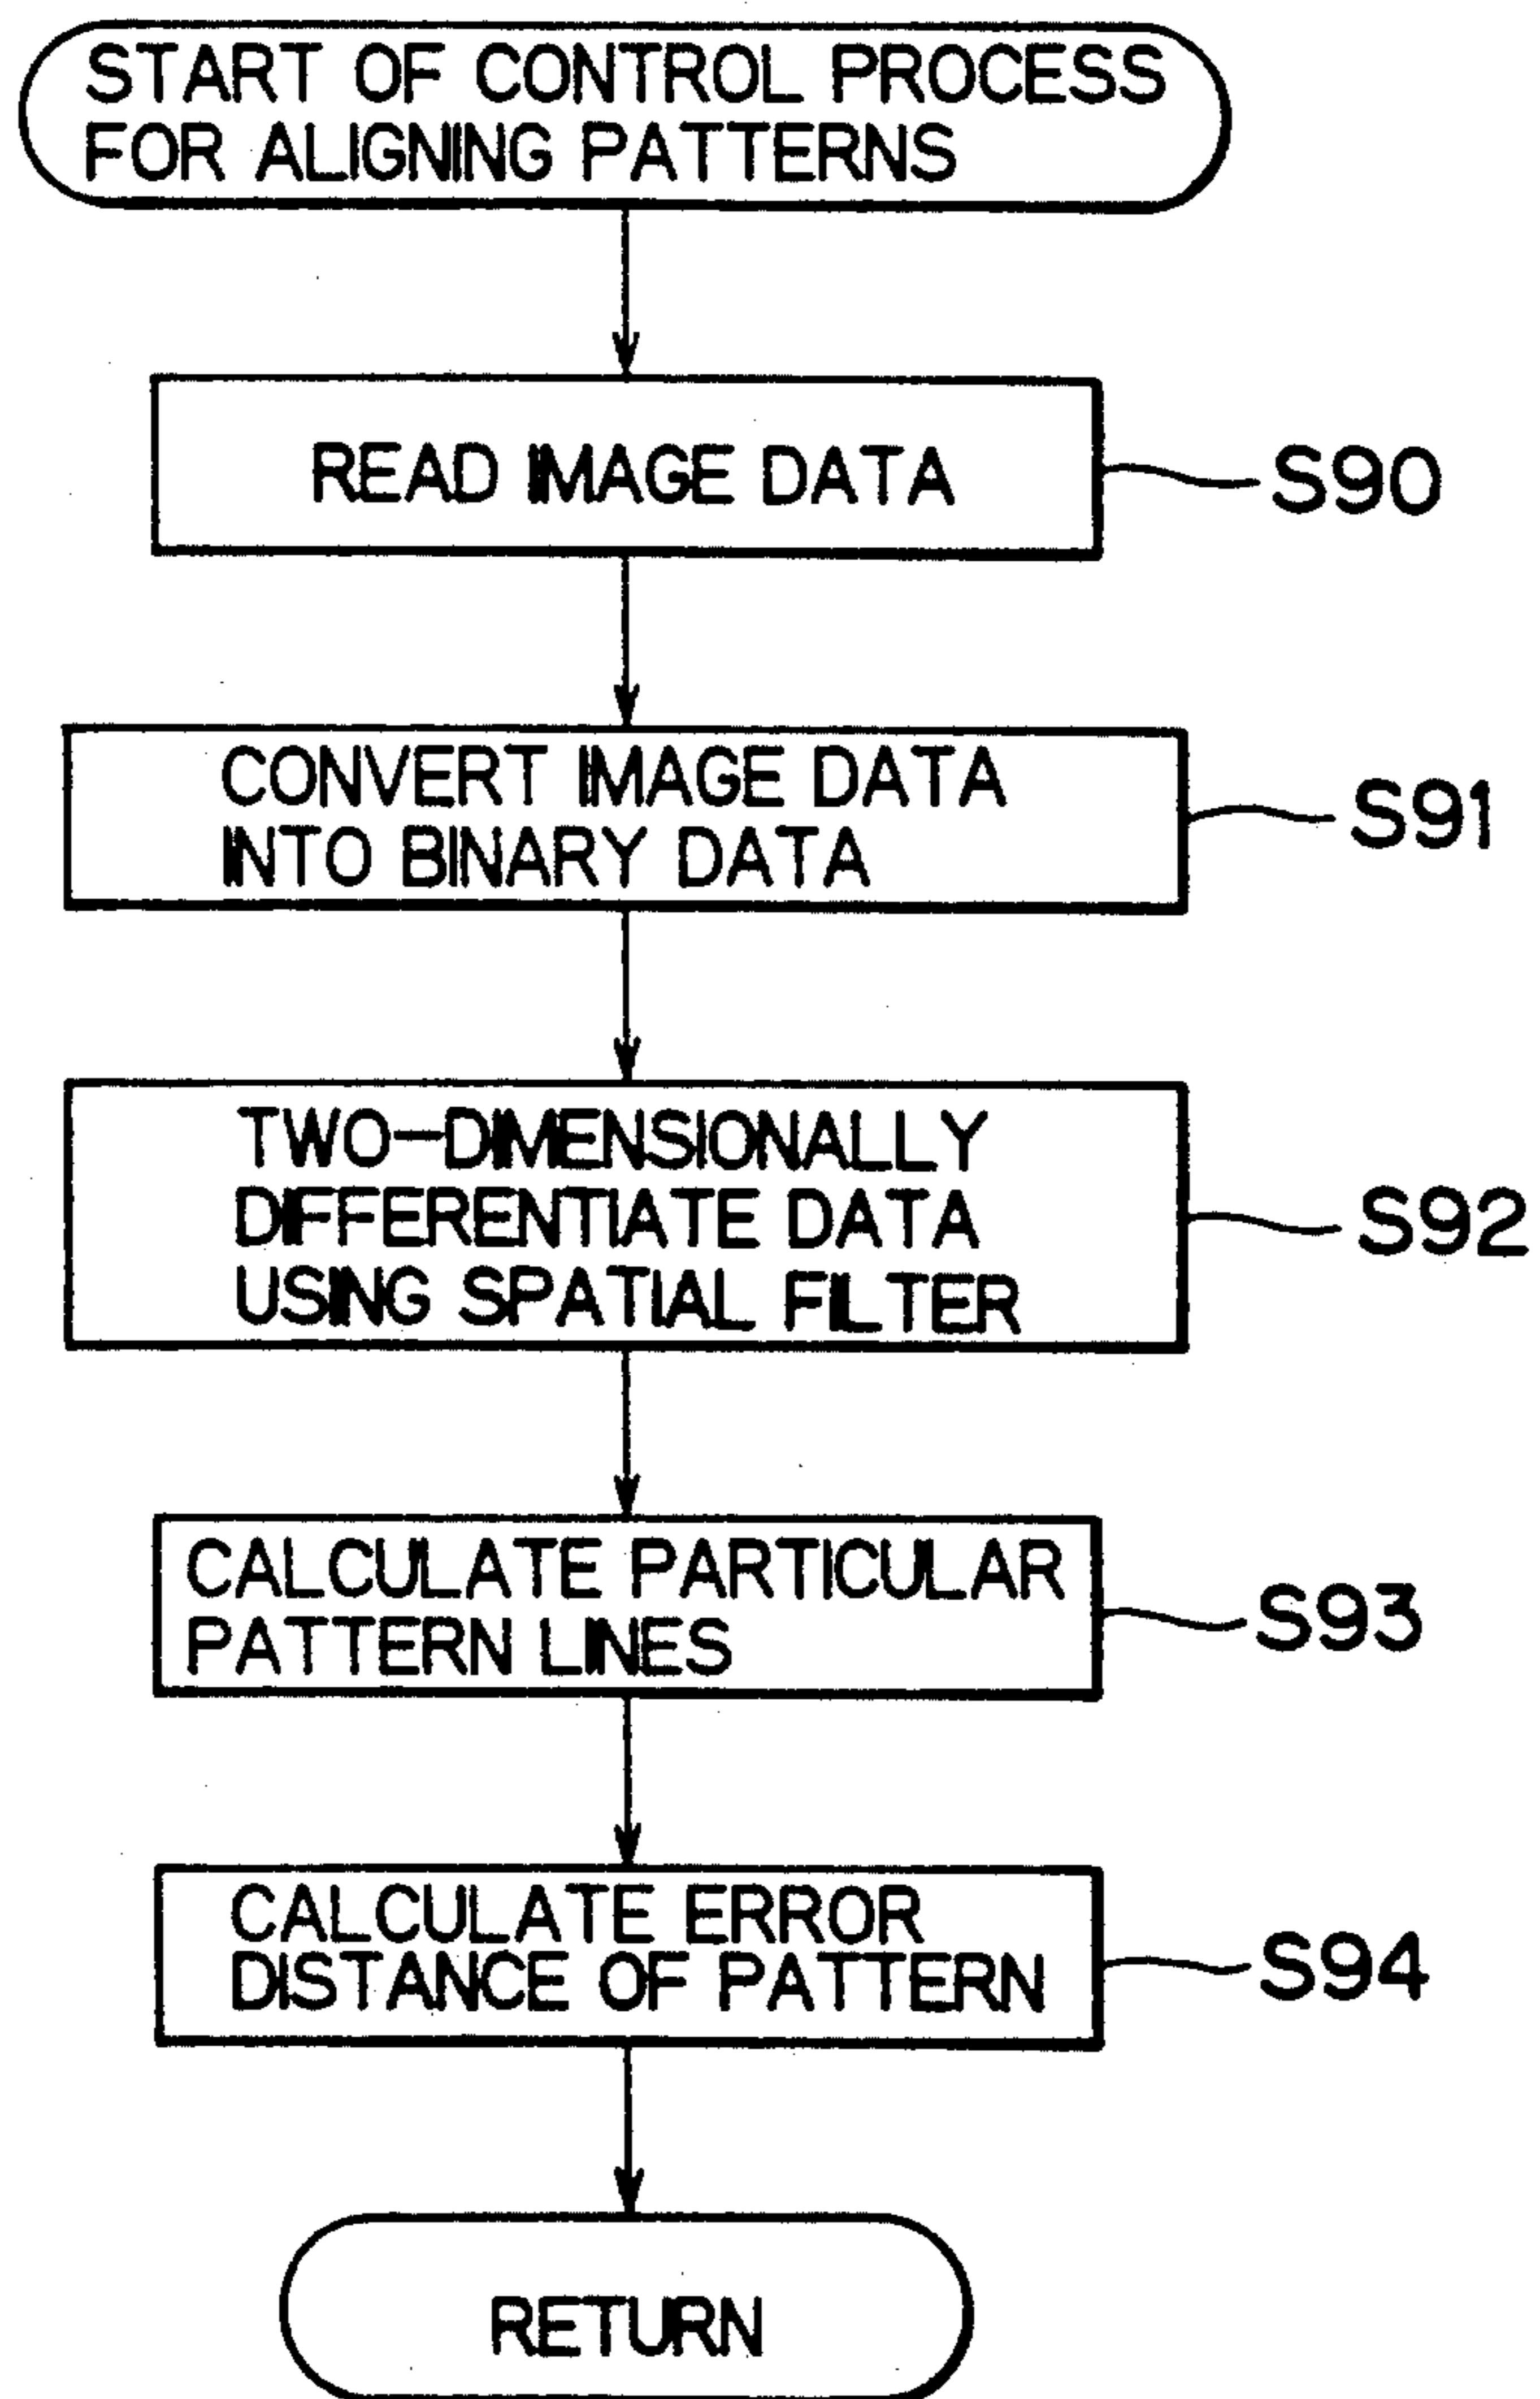 START OF CONTROL PROCESS
FOR ALIGNING PATTERNS
READ IMAGE DATA
S90
CONVERT IMAGE DATA
INTO BINARY DATA
S91
TWO-DIMENSIONALLY
DIFFERENTIATE DATA
USING SPATIAL FILTER
S92
CALCULATE PARTICULAR
PATTERN LINES
S93
CALCULATE ERROR
DISTANCE OF PATTERN
S94
RETURN